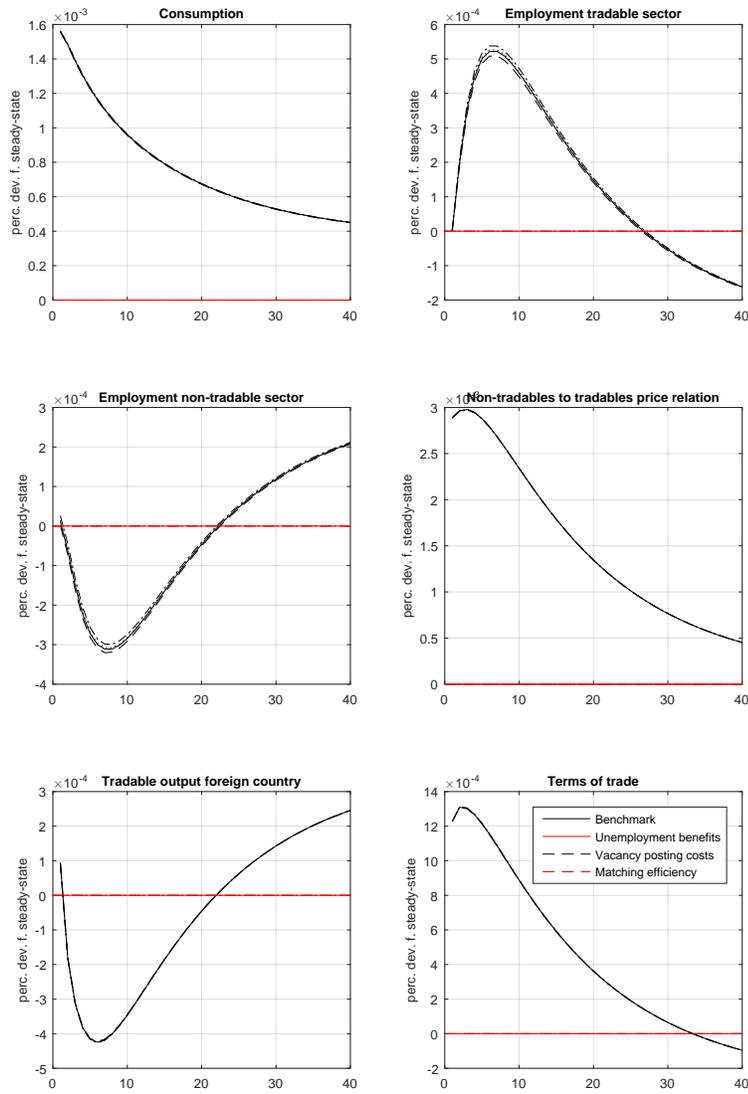 Consumption
×10-3
perc. dev. f. steady-state
1.6
1.4
1.2
1
0.8
0.6
0.4
0.2
0
0 10 20 30 40
Employment tradable sector
×10-4
perc. dev. f. steady-state
6
5
4
3
2
1
0
-1
-2
0 10 20 30 40
Employment non-tradable sector
×10-4
perc. dev. f. steady-state
3
2
1
0
-1
-2
-3
-4
0 10 20 30 40
Non-tradables to tradables price relation
perc. dev. f. steady-state
3
2.5
2
1.5
1
0.5
0
0 10 20 30 40
Tradable output foreign country
×10-4
perc. dev. f. steady-state
3
2
1
0
-1
-2
-3
-4
-5
0 10 20 30 40
Terms of trade
×10-4
perc. dev. f. steady-state
14
12
10
8
6
4
2
0
-2
0 10 20 30 40
Benchmark
Unemployment benefits
Vacancy posting costs
Matching efficiency